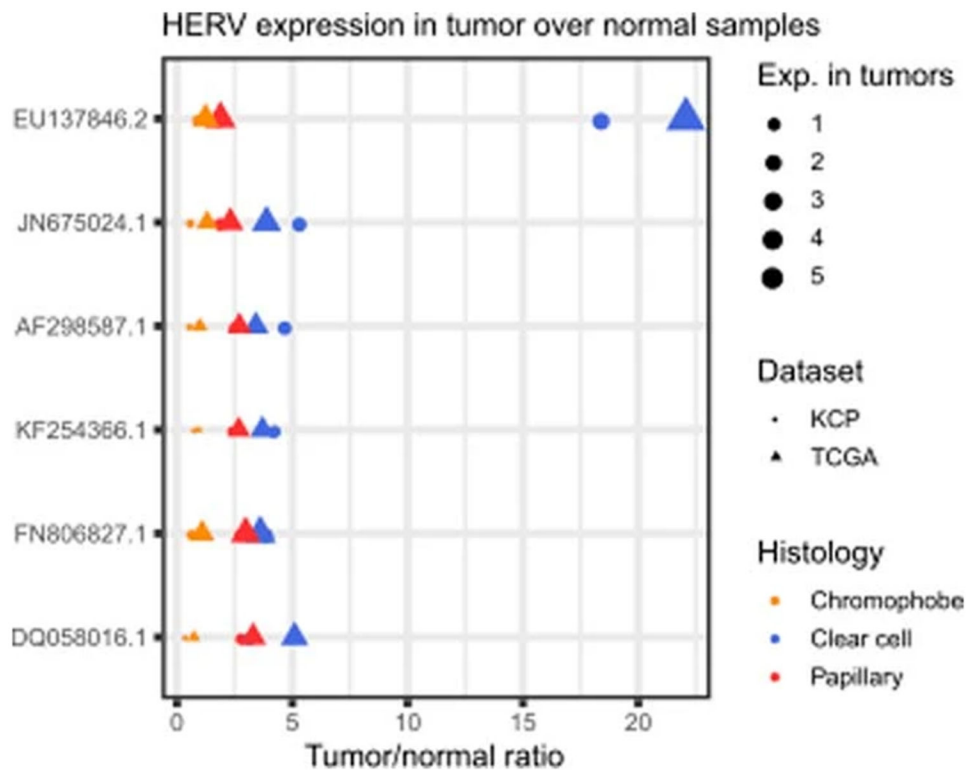 HERV expression in tumor over normal samples
EU137846.2
JN675024.1
AF298587.1
KF254366.1
FN806827.1
DQ058016.1
0 5 10 15 20
Tumor/normal ratio
Exp. in tumors
1
2
3
4
5
Dataset
KCP
TCGA
Histology
Chromophobe
Clear cell
Papillary